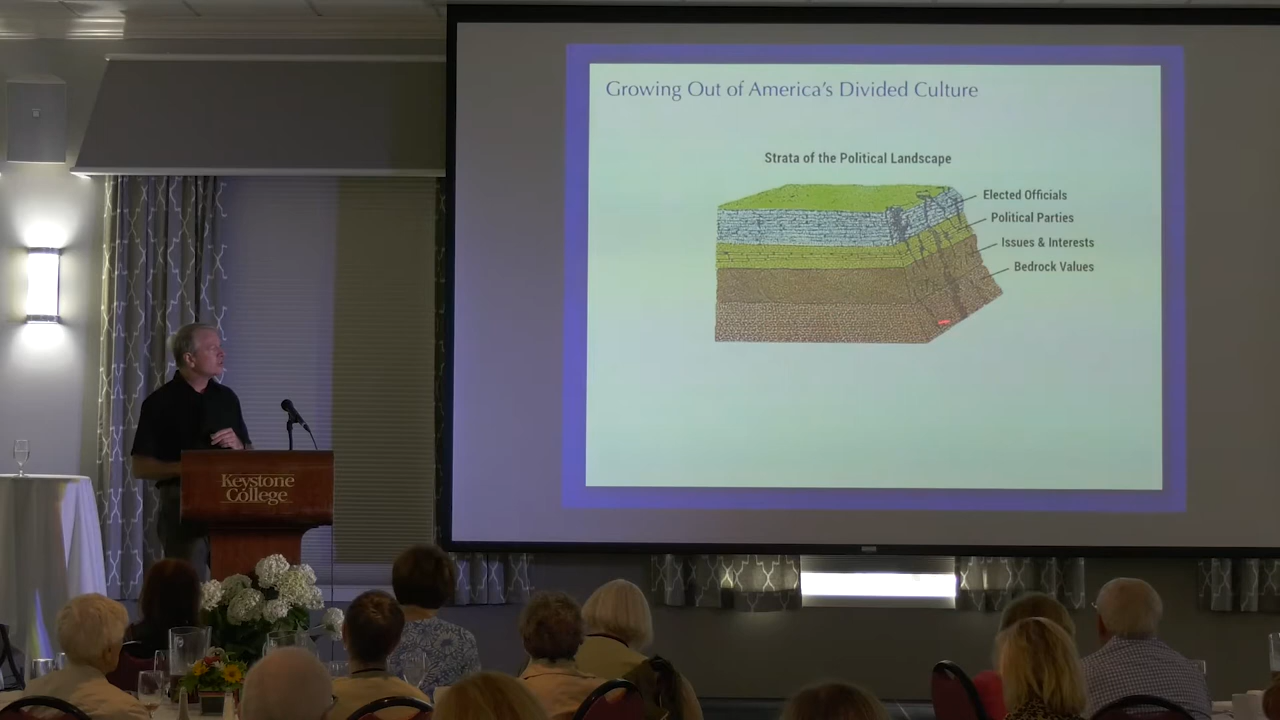 Growing Out of America's Divided Culture
Strata of the Political Landscape
Elected Officials
Political Parties
Issues & Interests
Bedrock Values
Keystone
College